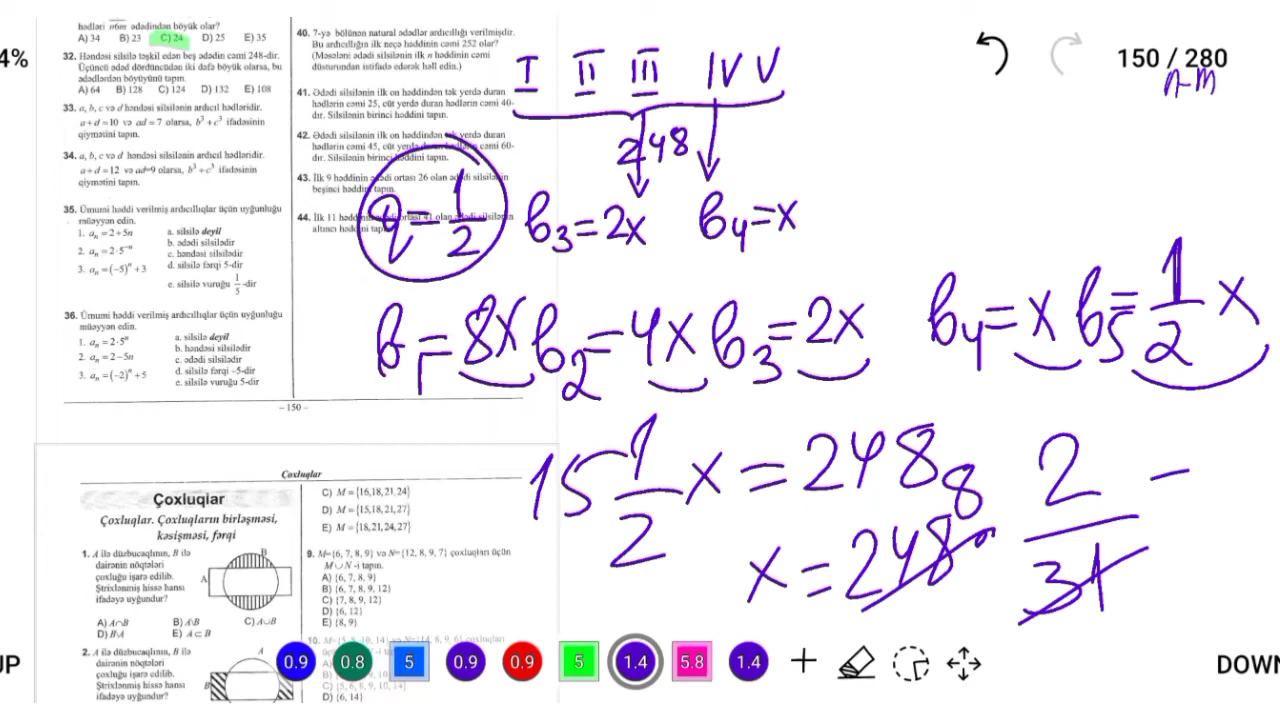 hədləri n6m ədədindən böyük olar?
A) 34 B) 23 C) 24 D) 25 E) 35
32. Həndəsi silsilə təşkil edən beş ədədin cəmi 248-dir.
Üçüncü ədəd dördüncüdən iki dəfə böyük olarsa, bu
ədədlərdən böyüyünü tapın.
A) 64 B) 128 C) 124 D) 132 E) 108
33. a, b, c və d həndəsi silsilənin ardıcıl hədləridir.
a+d=10 və ad=7 olarsa, b³+c³ ifadəsinin
qiymətini tapın.
34. a, b, c və d həndəsi silsilənin ardıcıl hədləridir.
a+d=12 və ad=9 olarsa, b³+c³ ifadəsinin
qiymətini tapın.
35. Ümumi həddi verilmiş ardıcıllıqlar üçün uyğunluğu
müəyyən edin.
1. aₙ=2+5n a. silsilə deyil
b. ədədi silsilədir
2. aₙ=2·5⁻ⁿ c. həndəsi silsilədir
3. aₙ=(−5)ⁿ+3 d. silsilə fərqi 5-dir
e. silsilə vuruğu 1/5-dir
36. Ümumi həddi verilmiş ardıcıllıqlar üçün uyğunluğu
müəyyən edin.
1. aₙ=2·5ⁿ a. silsilə deyil
b. həndəsi silsilədir
2. aₙ=2−5n c. ədədi silsilədir
3. aₙ=(−2)ⁿ+5 d. silsilə fərqi −5-dir
e. silsilə vuruğu 5-dir
40. 7-yə bölünən natural ədədlər ardıcıllığı verilmişdir.
Bu ardıcıllığın ilk neçə həddinin cəmi 252 olar?
(Məsələni ədədi silsilənin ilk n həddinin cəmi
düsturundan istifadə edərək həll edin.)
41. Ədədi silsilənin ilk on həddindən tək yerdə duran
hədlərin cəmi 25, cüt yerdə duran hədlərin cəmi 40-
dır. Silsilənin birinci həddini tapın.
42. Ədədi silsilənin ilk on həddindən tək yerdə duran
hədlərin cəmi 45, cüt yerdə duran hədlərin cəmi 60-
dır. Silsilənin birinci həddini tapın.
43. İlk 9 həddinin ədədi ortası 26 olan ədədi silsilənin
beşinci həddini tapın.
44. İlk 11 həddinin ədədi ortası 41 olan ədədi silsilənin
altıncı həddini tapın.
– 150 –
4%
150 / 280
n-m
I II III IV V
248
q=1/2
b₃=2x b₄=x
b₁=8x b₂=4x b₃=2x b₄=x b₅=1/2 x
15 1/2 x = 248
x = 248 8 2/31 –
Çoxluqlar
Çoxluqlar
Çoxluqlar. Çoxluqların birləşməsi,
kəsişməsi, fərqi
1. A ilə düzbucaqlının, B ilə
dairənin nöqtələri
çoxluğu işarə edilib.
Ştrixlənmiş hissə hansı
ifadəyə uyğundur?
A
B
A) A∩B B) A\B C) A∪B
D) B\A E) A⊂B
2. A ilə düzbucaqlının, B ilə
dairənin nöqtələri
çoxluğu işarə edilib.
Ştrixlənmiş hissə hansı
ifadəyə uyğundur?
A
B
C) M={16,18,21,24}
D) M={15,18,21,27}
E) M={18,21,24,27}
9. M={6, 7, 8, 9} və N={12, 8, 9, 7} çoxluqları üçün
M∪N-i tapın.
A) {6, 7, 8, 9}
B) {6, 7, 8, 9, 12}
C) {7, 8, 9, 12}
D) {6, 12}
E) {8, 9}
C) {5, 6, 8, 9, 10, 14}
D) {6, 14}
UP
0.9 0.8 5 0.9 0.9 5 1.4 5.8 1.4
DOWN